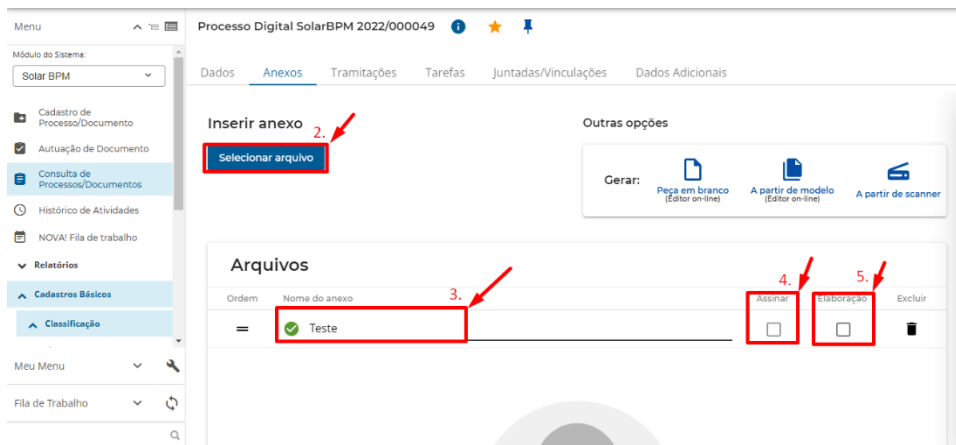 Menu
Módulo do Sistema:
Solar BPM
Cadastro de
Processo/Documento
Autuação de Documento
Consulta de
Processos/Documentos
Histórico de Atividades
NOVA! Fila de trabalho
Relatórios
Cadastros Básicos
Classificação
Meu Menu
Fila de Trabalho
Processo Digital SolarBPM 2022/000049
Dados Anexos Tramitações Tarefas Juntadas/Vinculações Dados Adicionais
Inserir anexo
2.
Selecionar arquivo
Outras opções
Gerar:
Peça em branco
(Editor on-line)
A partir de modelo
(Editor on-line)
A partir de scanner
Arquivos
3. 4. 5.
Ordem Nome do anexo Assinar Elaboração Excluir
Teste